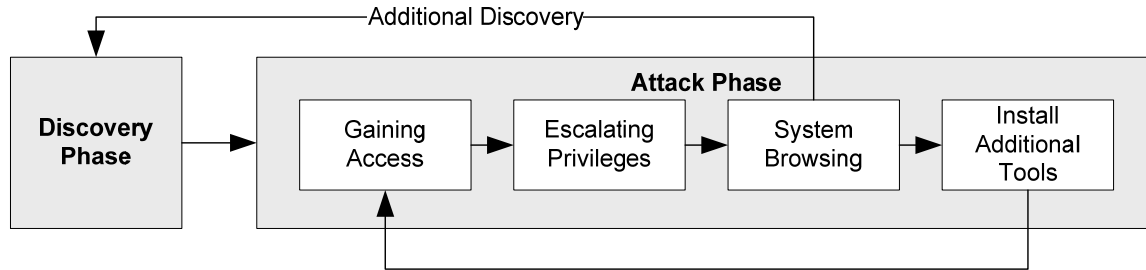 Additional Discovery
Attack Phase
Discovery
Phase
Gaining
Access
Escalating
Privileges
System
Browsing
Install
Additional
Tools